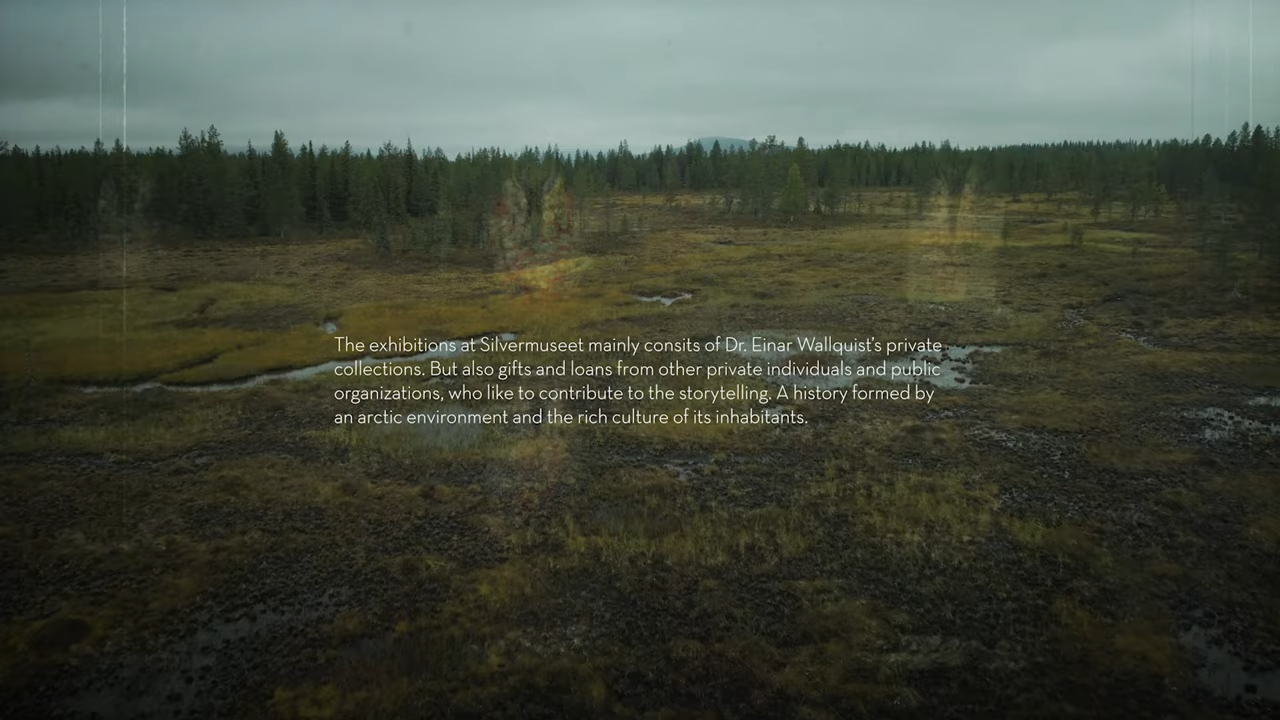 The exhibitions at Silvermuseet mainly consits of Dr. Einar Wallquist's private
collections. But also gifts and loans from other private individuals and public
organizations, who like to contribute to the storytelling. A history formed by
an arctic environment and the rich culture of its inhabitants.